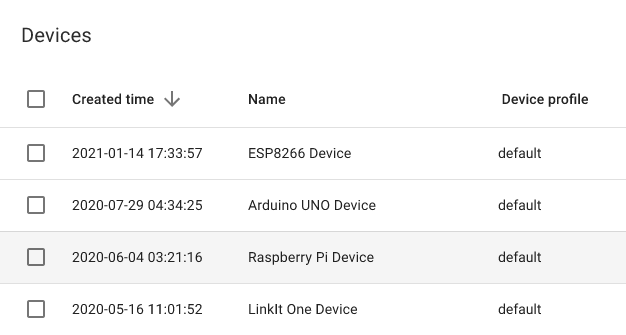 Devices
Created time Name Device profile
2021-01-14 17:33:57 ESP8266 Device default
2020-07-29 04:34:25 Arduino UNO Device default
2020-06-04 03:21:16 Raspberry Pi Device default
2020-05-16 11:01:52 LinkIt One Device default